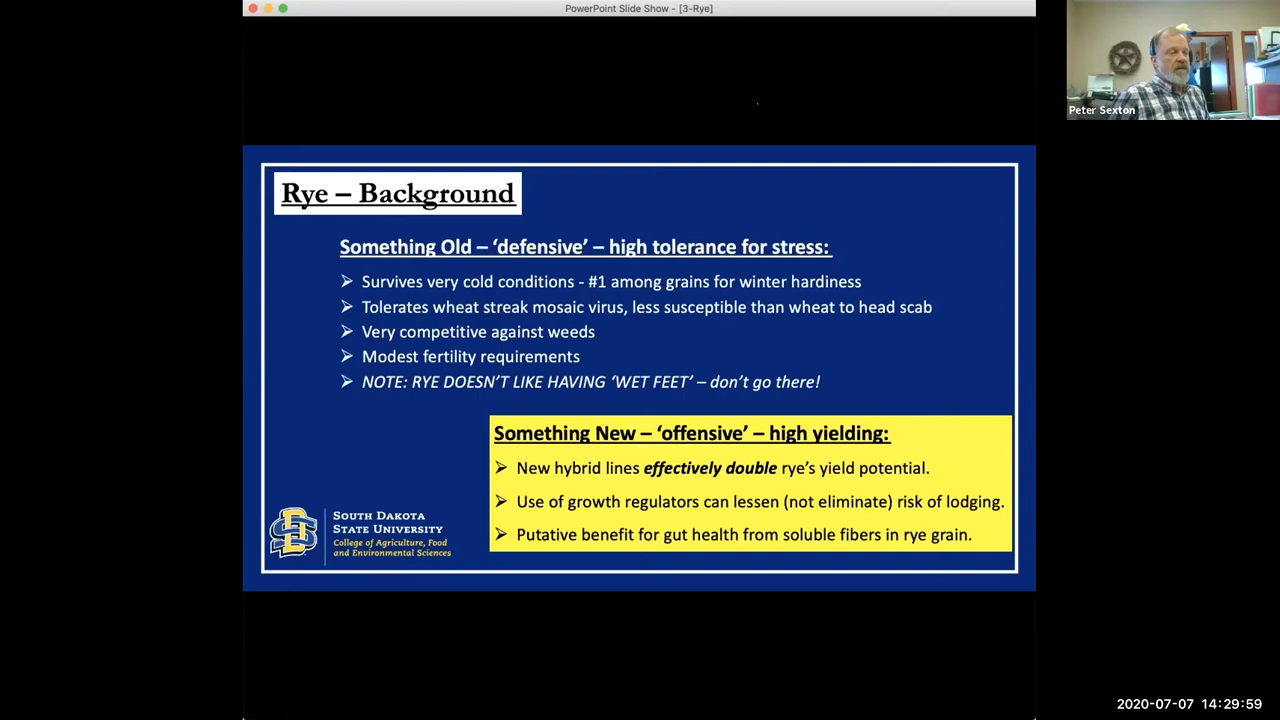 PowerPoint Slide Show - [3-Rye]
Peter Sexton
Rye – Background
Something Old – ‘defensive’ – high tolerance for stress:
➢ Survives very cold conditions - #1 among grains for winter hardiness
➢ Tolerates wheat streak mosaic virus, less susceptible than wheat to head scab
➢ Very competitive against weeds
➢ Modest fertility requirements
➢ NOTE: RYE DOESN’T LIKE HAVING ‘WET FEET’ – don’t go there!
Something New – ‘offensive’ – high yielding:
➢ New hybrid lines effectively double rye’s yield potential.
➢ Use of growth regulators can lessen (not eliminate) risk of lodging.
➢ Putative benefit for gut health from soluble fibers in rye grain.
SOUTH DAKOTA
STATE UNIVERSITY
College of Agriculture, Food
and Environmental Sciences
2020-07-07 14:29:59